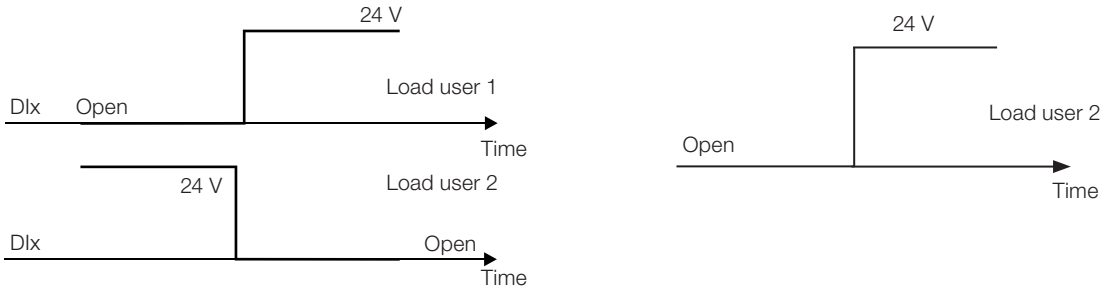 24 V
Load user 1
DIx Open
Time
24 V
Load user 2
DIx
Open
Time
24 V
Load user 2
Open
Time